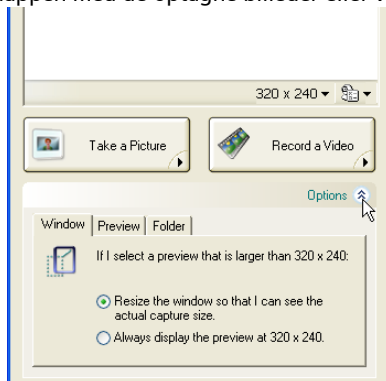 320 x 240
Take a Picture
Record a Video
Options
Window
Preview
Folder
If I select a preview that is larger than 320 x 240:
Resize the window so that I can see the
actual capture size.
Always display the preview at 320 x 240.